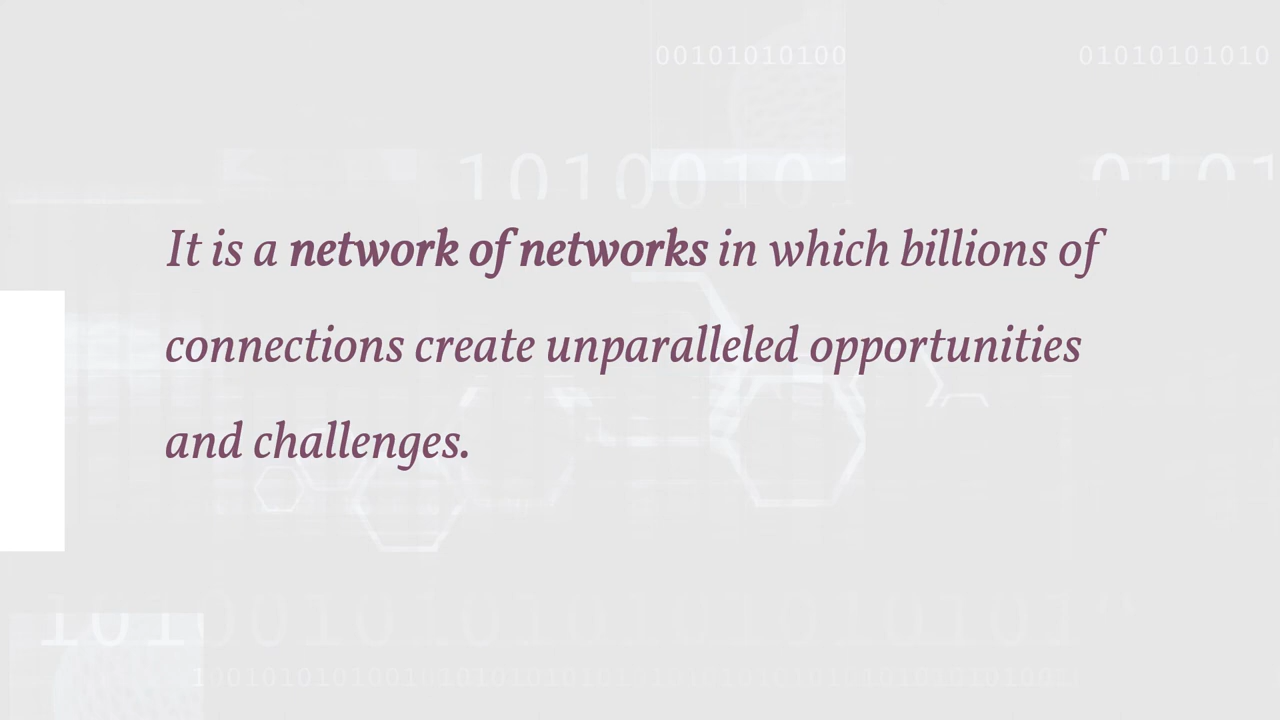 00101010100 01010101010
It is a network of networks in which billions of
connections create unparalleled opportunities
and challenges.